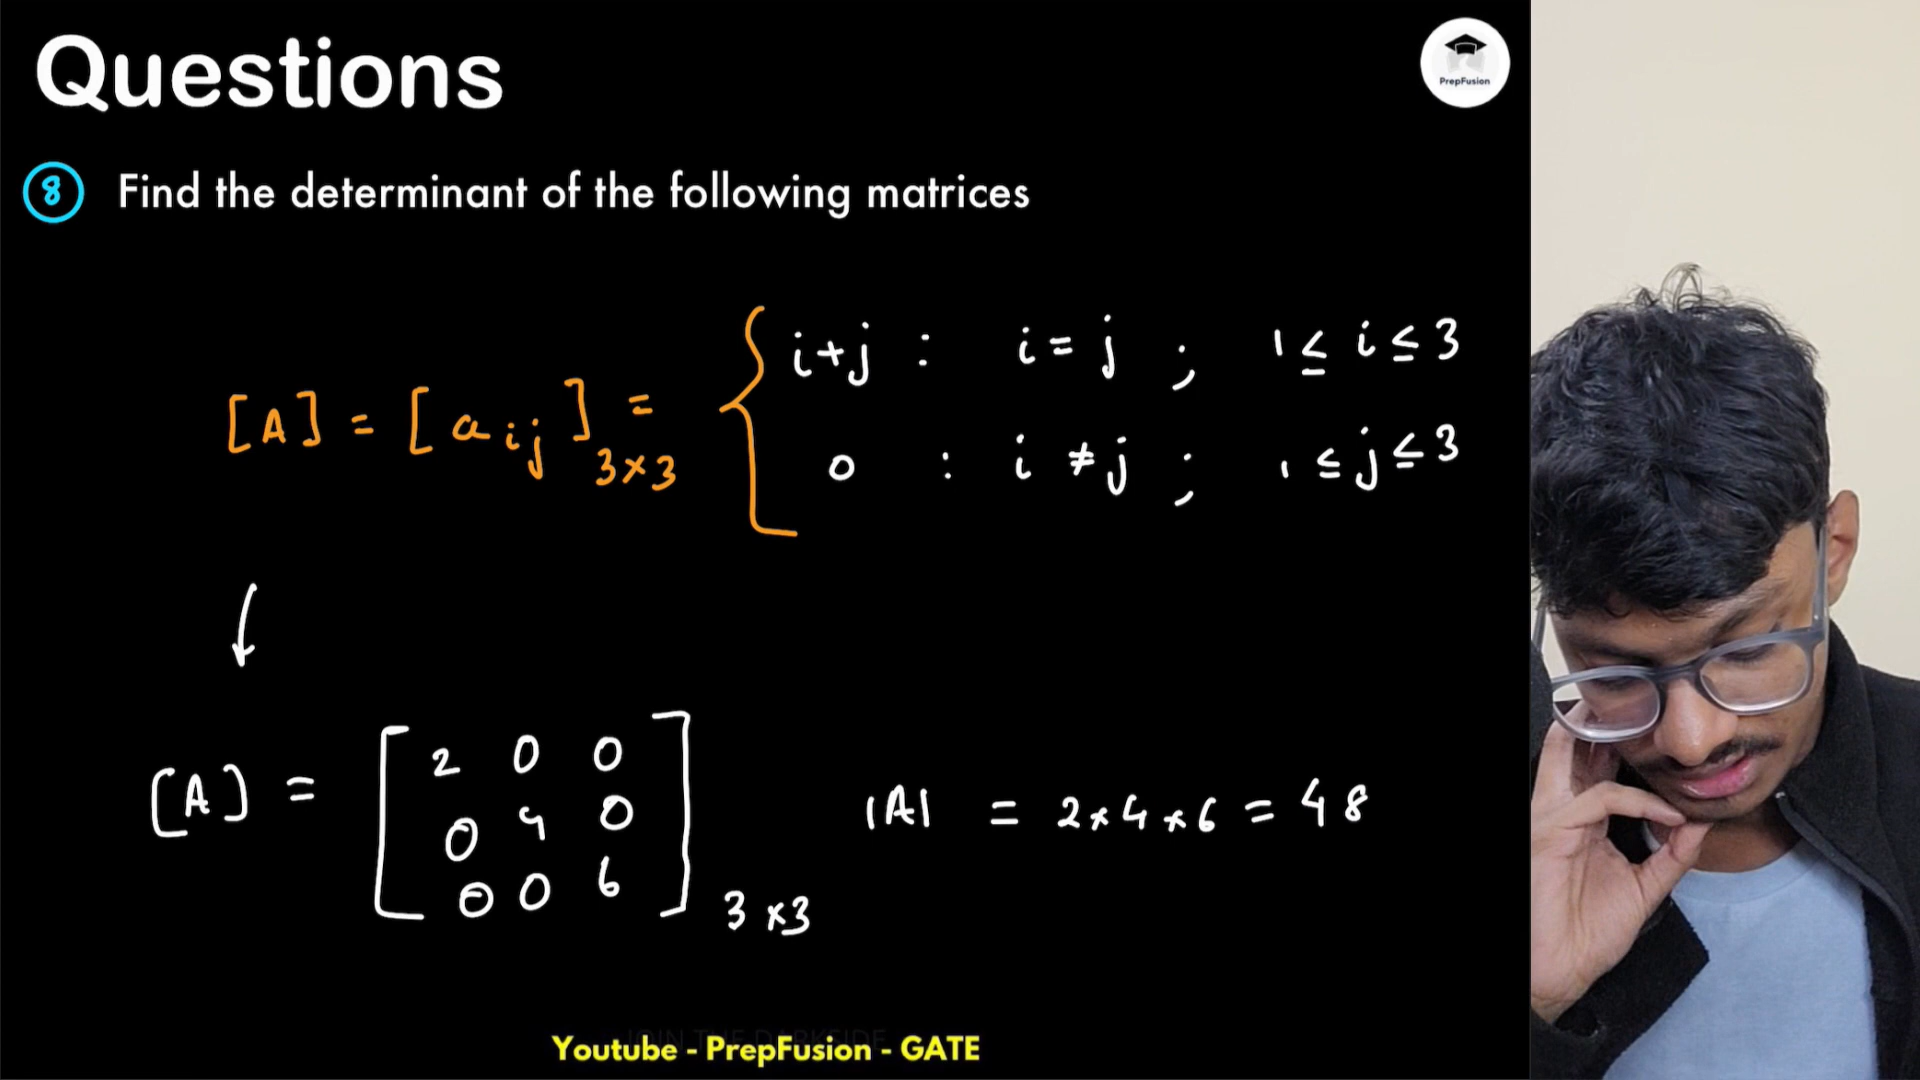 Questions
PrepFusion
8 Find the determinant of the following matrices
[A] = [a ij] 3×3 = { i+j : i = j ; 1 ≤ i ≤ 3
0 : i ≠ j ; 1 ≤ j ≤ 3
[A] = [ 2 0 0
0 4 0
0 0 6 ] 3×3
|A| = 2*4*6 = 48
Youtube - PrepFusion - GATE